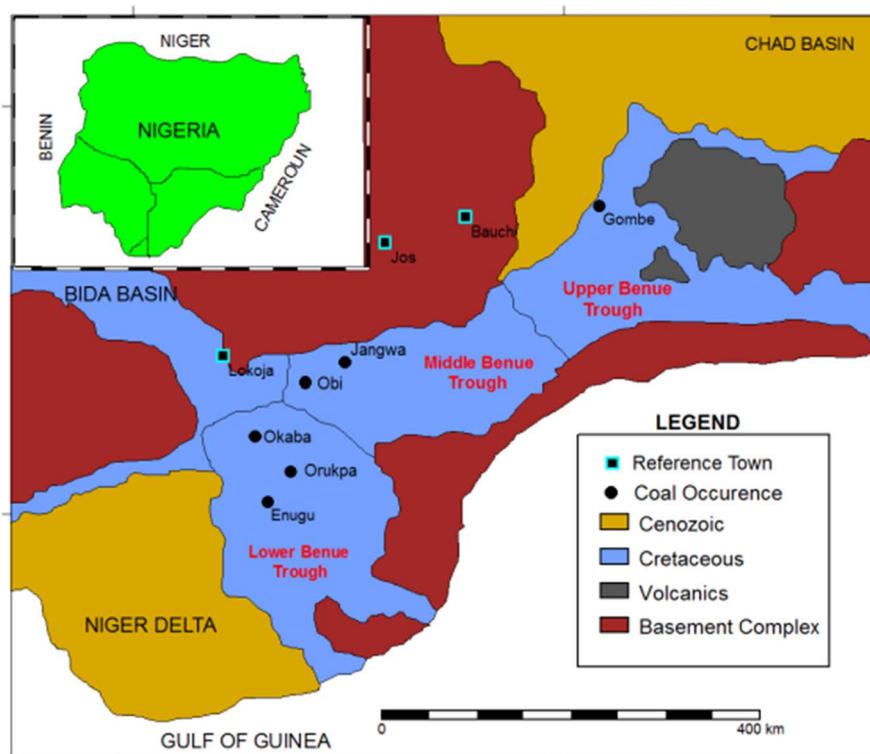 NIGER
BENIN
NIGERIA
CAMEROUN
CHAD BASIN
Bauchi
Jos
Gombe
BIDA BASIN
Upper Benue
Trough
Lokoja
Jangwa
Obi
Middle Benue
Trough
Okaba
Orukpa
Enugu
Lower Benue
Trough
NIGER DELTA
GULF OF GUINEA
LEGEND
Reference Town
Coal Occurence
Cenozoic
Cretaceous
Volcanics
Basement Complex
0
400 km